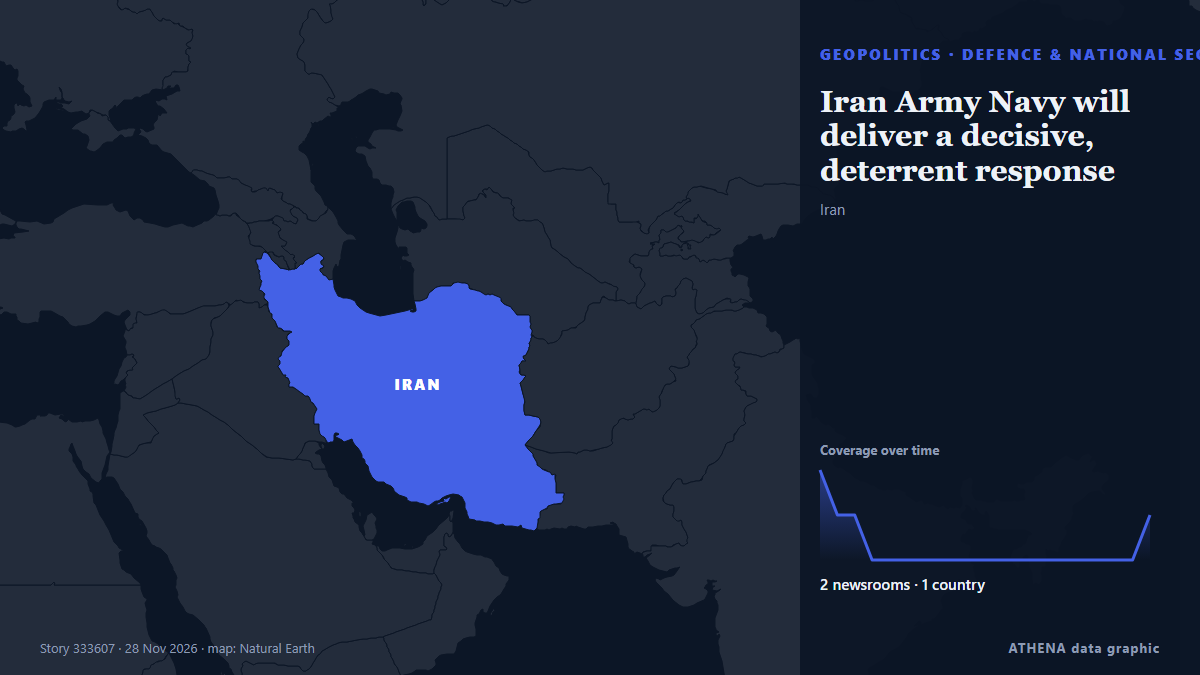 GEOPOLITICS · DEFENCE & NATIONAL
Iran Army Navy will
deliver a decisive,
deterrent response
Iran
IRAN
Coverage over time
2 newsrooms · 1 country
Story 333607 · 28 Nov 2026 · map: Natural Earth
ATHENA data graphic